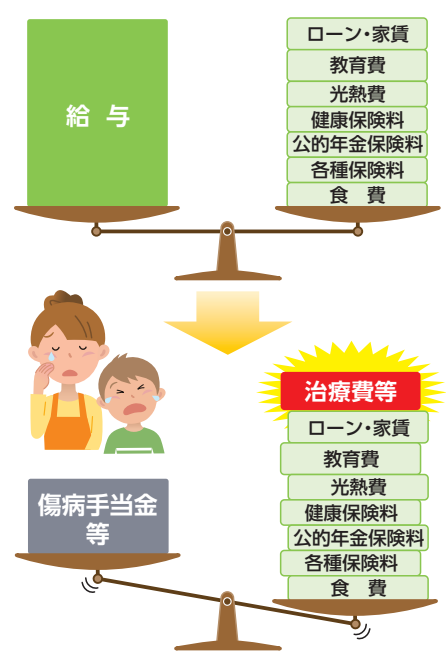 給 与
ローン・家賃
教育費
光熱費
健康保険料
公的年金保険料
各種保険料
食 費
治療費等
ローン・家賃
教育費
光熱費
健康保険料
公的年金保険料
各種保険料
食 費
傷病手当金
等